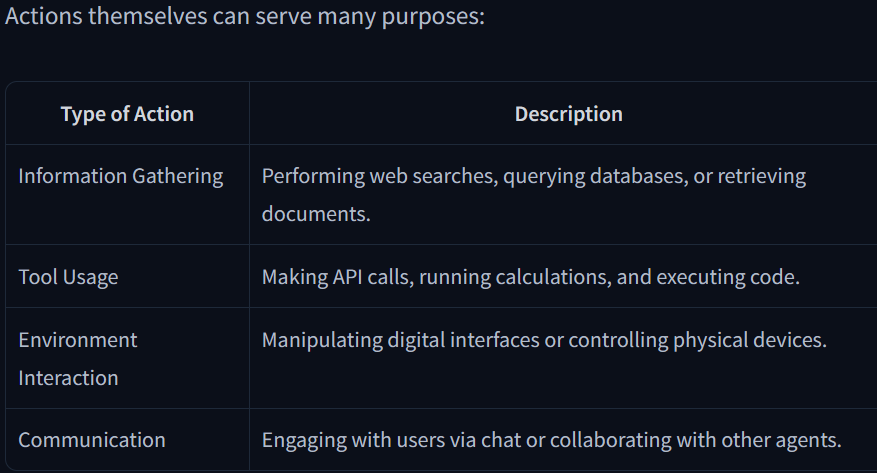 Actions themselves can serve many purposes:
Type of Action
Description
Information Gathering
Performing web searches, querying databases, or retrieving
documents.
Tool Usage
Making API calls, running calculations, and executing code.
Environment
Interaction
Manipulating digital interfaces or controlling physical devices.
Communication
Engaging with users via chat or collaborating with other agents.